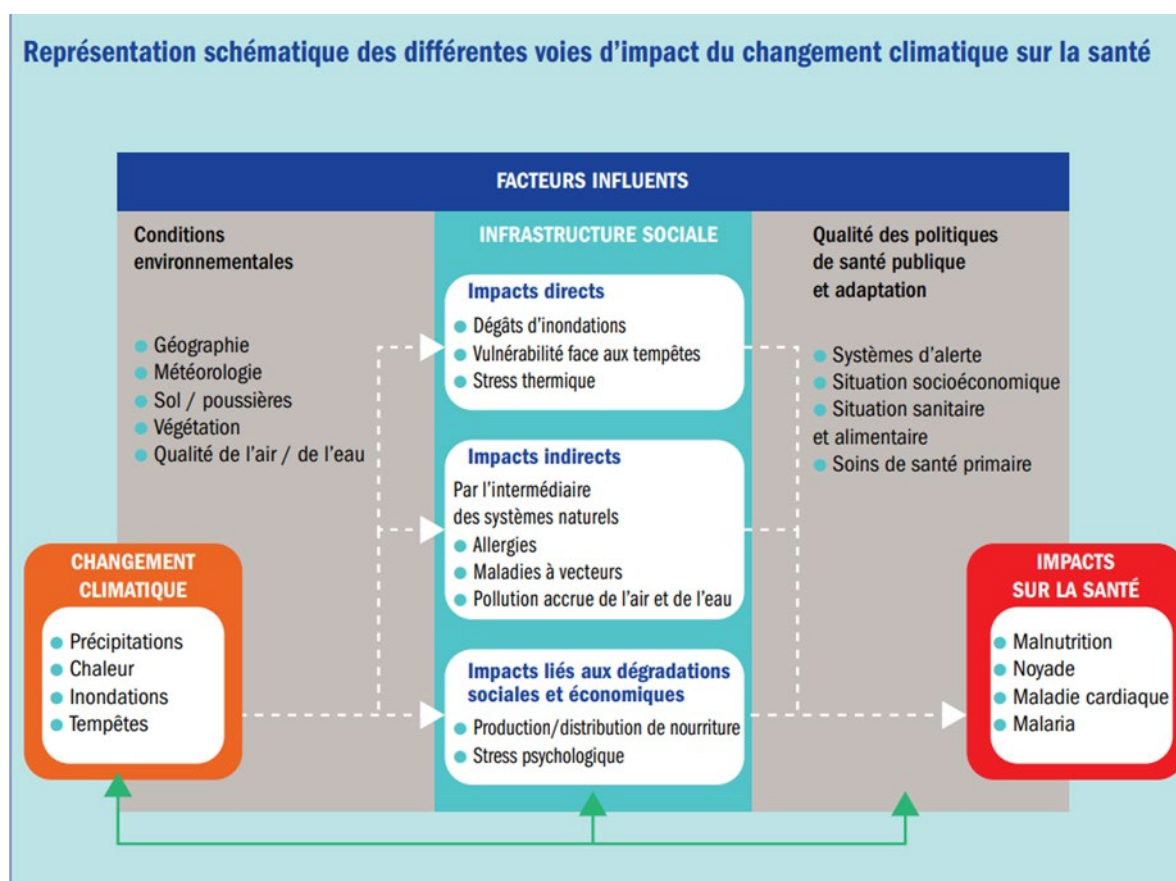 Représentation schématique des différentes voies d’impact du changement climatique sur la santé
FACTEURS INFLUENTS
Conditions
environnementales
Géographie
Météorologie
Sol / poussières
Végétation
Qualité de l’air / de l’eau
INFRASTRUCTURE SOCIALE
Impacts directs
Dégâts d’inondations
Vulnérabilité face aux tempêtes
Stress thermique
Impacts indirects
Par l’intermédiaire
des systèmes naturels
Allergies
Maladies à vecteurs
Pollution accrue de l’air et de l’eau
Impacts liés aux dégradations
sociales et économiques
Production/distribution de nourriture
Stress psychologique
Qualité des politiques
de santé publique
et adaptation
Systèmes d’alerte
Situation socioéconomique
Situation sanitaire
et alimentaire
Soins de santé primaire
CHANGEMENT
CLIMATIQUE
Précipitations
Chaleur
Inondations
Tempêtes
IMPACTS
SUR LA SANTÉ
Malnutrition
Noyade
Maladie cardiaque
Malaria